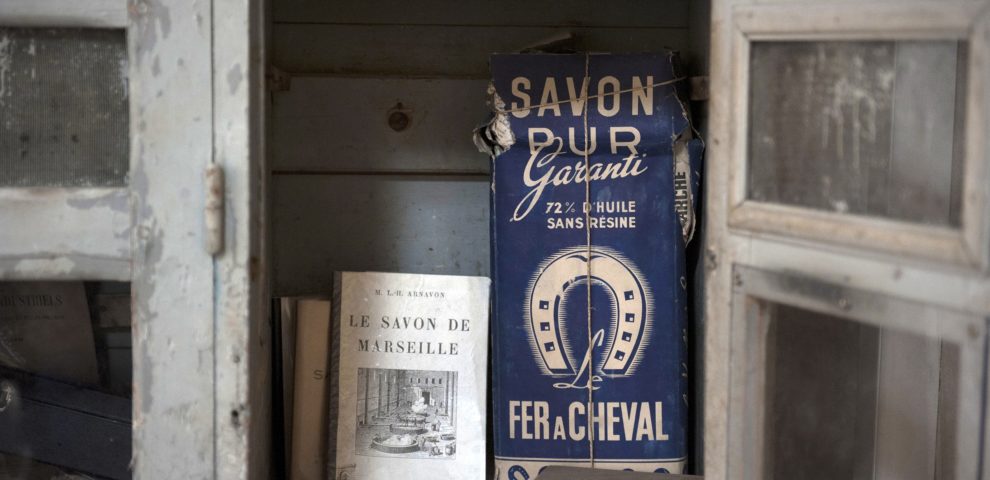 SAVON
PUR
Garanti
72% D'HUILE
SANS RÉSINE
Le
FER A CHEVAL
M. L.-H. ARNAVON
LE SAVON DE
MARSEILLE